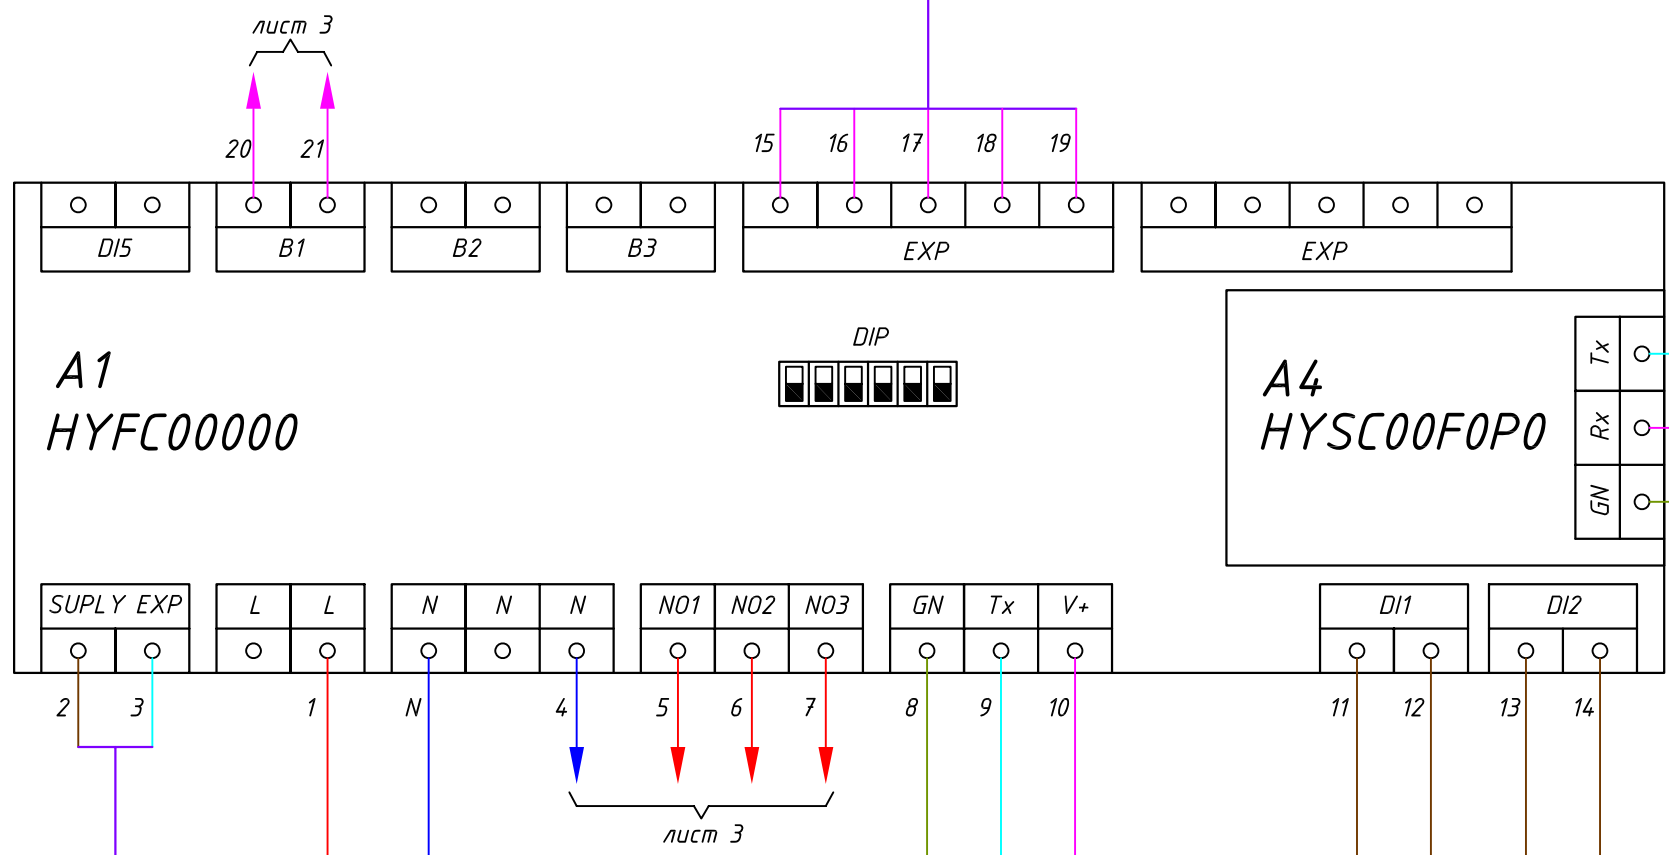 лист 3
20 21 15 16 17 18 19
DI5 B1 B2 B3 EXP EXP
DIP
A1
HYFC00000
A4
HYSC00F0P0
Tx
Rx
GN
SUPLY EXP L L N N N NO1 NO2 NO3 GN Tx V+ DI1 DI2
2 3 1 N 4 5 6 7 8 9 10 11 12 13 14
лист 3